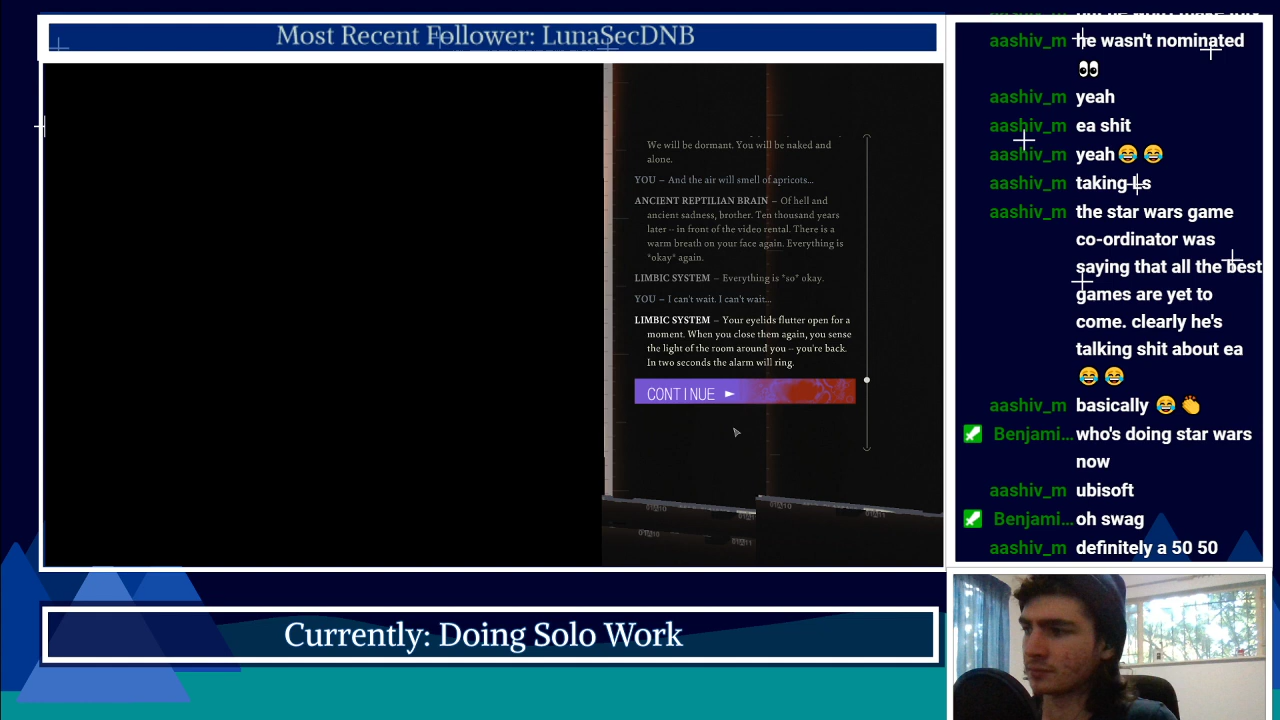 Most Recent Follower: LunaSecDNB
We will be dormant. You will be naked and
alone.
YOU – And the air will smell of apricots...
ANCIENT REPTILIAN BRAIN – Of hell and
ancient sadness, brother. Ten thousand years
later – in front of the video rental. There is a
warm breath on your face again. Everything is
*okay* again.
LIMBIC SYSTEM – Everything is *so* okay.
YOU – I can't wait. I can't wait...
LIMBIC SYSTEM – Your eyelids flutter open for a
moment. When you close them again, you sense
the light of the room around you – you're back.
In two seconds the alarm will ring.
CONTINUE ►
Currently: Doing Solo Work
aashiv_m he wasn't nominated
👀
aashiv_m yeah
aashiv_m ea shit
aashiv_m yeah😂 😂
aashiv_m taking Ls
aashiv_m the star wars game
co-ordinator was
saying that all the best
games are yet to
come. clearly he's
talking shit about ea
😂 😂
aashiv_m basically 😂 👏
Benjami... who's doing star wars
now
aashiv_m ubisoft
Benjami... oh swag
aashiv_m definitely a 50 50